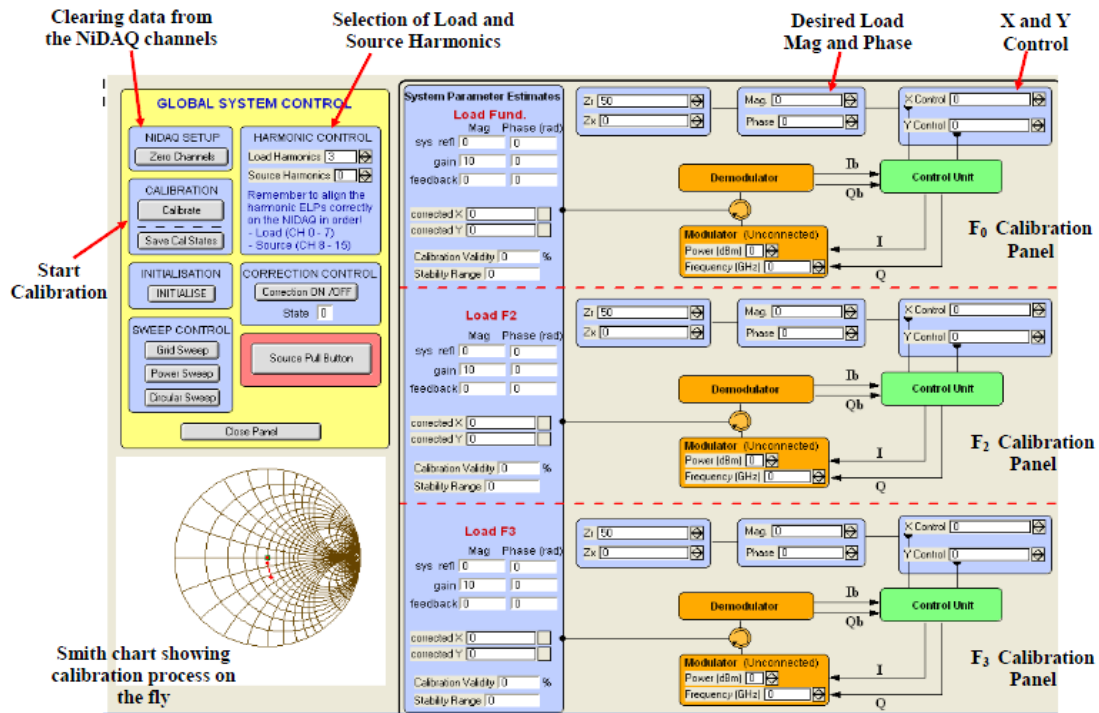 Clearing data from
the NiDAQ channels
Selection of Load and
Source Harmonics
Desired Load
Mag and Phase
X and Y
Control
GLOBAL SYSTEM CONTROL
NIDAQ SETUP
Zero Channels
CALIBRATION
Calibrate
Save Cal States
INITIALISATION
INITIALISE
SWEEP CONTROL
Grid Sweep
Power Sweep
Circular Sweep
HARMONIC CONTROL
Load Harmonics 3
Source Harmonics 0
Remember to align the
harmonic ELPs correctly
on the NIDAQ in order!
- Load (CH 0 - 7)
- Source (CH 8 - 15)
CORRECTION CONTROL
Correction ON /OFF
State 0
Source Pull Button
Close Panel
Start
Calibration
Smith chart showing
calibration process on
the fly
System Parameter Estimates
Load Fund.
Mag Phase (rad)
sys refl 0 0
gain 10 0
feedback 0 0
corrected X 0
corrected Y 0
Calibration Validity 0 %
Stability Range 0
Zr 50
Zx 0
Mag. 0
Phase 0
X Control 0
Y Control 0
Demodulator
Ib
Qb
Control Unit
Modulator (Unconnected)
Power (dBm) 0
Frequency (GHz) 0
I
Q
F0 Calibration
Panel
Load F2
Mag Phase (rad)
sys refl 0 0
gain 10 0
feedback 0 0
corrected X 0
corrected Y 0
Calibration Validity 0 %
Stability Range 0
Zr 50
Zx 0
Mag. 0
Phase 0
X Control 0
Y Control 0
Demodulator
Ib
Qb
Control Unit
Modulator (Unconnected)
Power (dBm) 0
Frequency (GHz) 0
I
Q
F2 Calibration
Panel
Load F3
Mag Phase (rad)
sys refl 0 0
gain 10 0
feedback 0 0
corrected X 0
corrected Y 0
Calibration Validity 0 %
Stability Range 0
Zr 50
Zx 0
Mag. 0
Phase 0
X Control 0
Y Control 0
Demodulator
Ib
Qb
Control Unit
Modulator (Unconnected)
Power (dBm) 0
Frequency (GHz) 0
I
Q
F3 Calibration
Panel